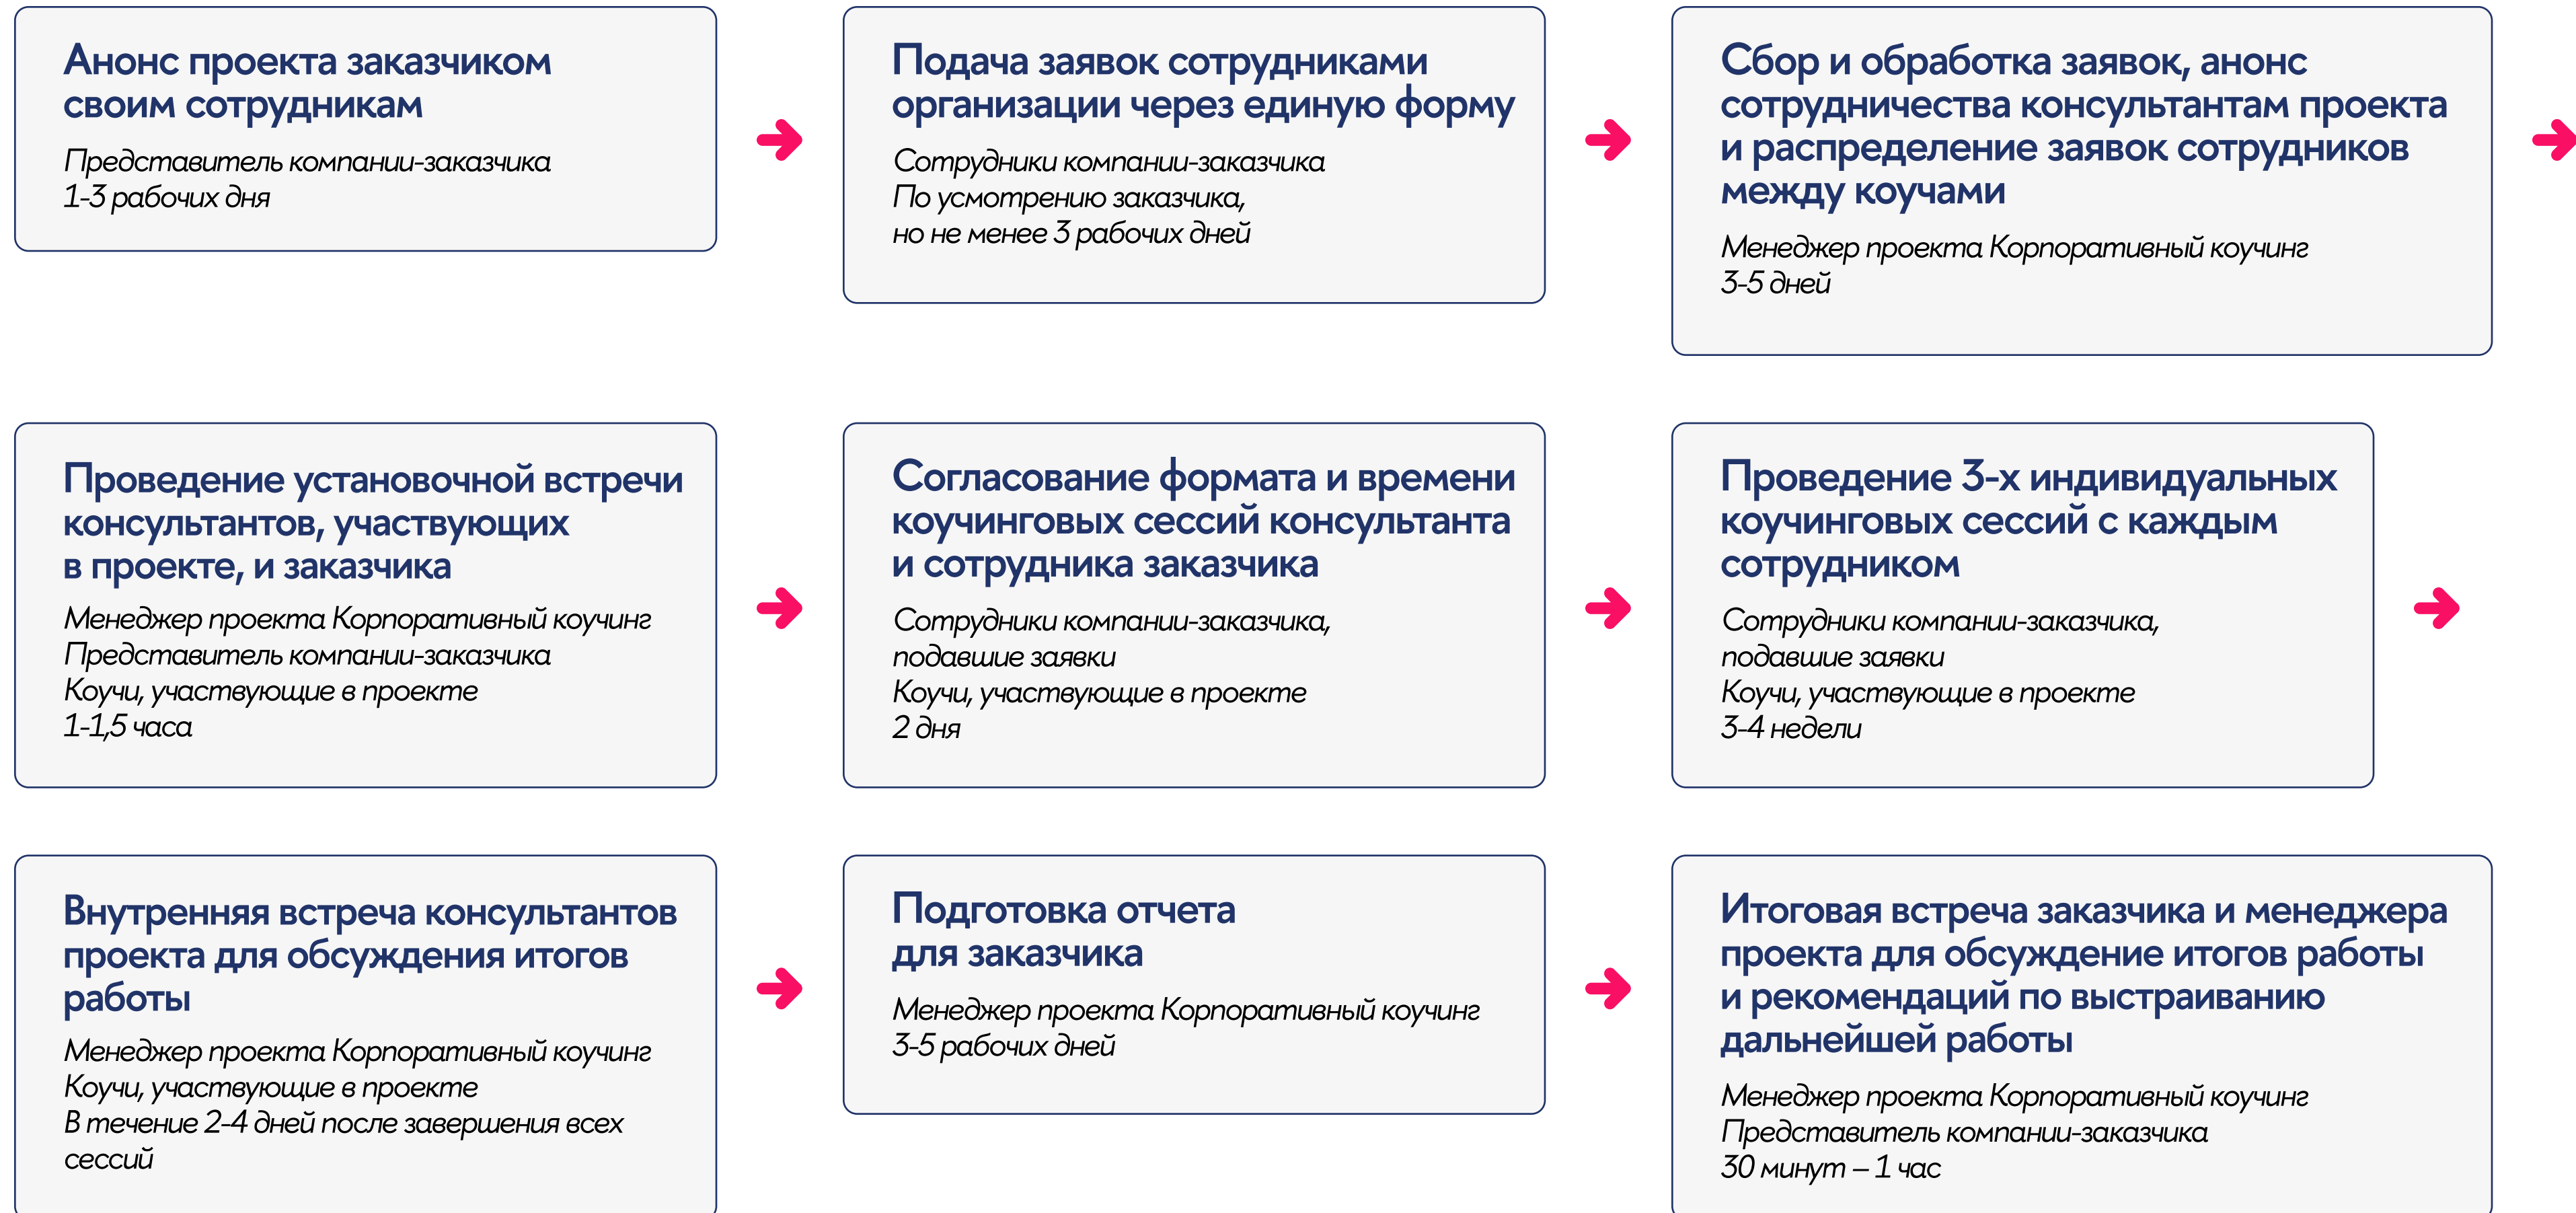 Анонс проекта заказчиком
своим сотрудникам
Представитель компании-заказчика
1-3 рабочих дня
Подача заявок сотрудниками
организации через единую форму
Сотрудники компании-заказчика
По усмотрению заказчика,
но не менее 3 рабочих дней
Сбор и обработка заявок, анонс
сотрудничества консультантам проекта
и распределение заявок сотрудников
между коучами
Менеджер проекта Корпоративный коучинг
3-5 дней
Проведение установочной встречи
консультантов, участвующих
в проекте, и заказчика
Менеджер проекта Корпоративный коучинг
Представитель компании-заказчика
Коучи, участвующие в проекте
1-1,5 часа
Согласование формата и времени
коучинговых сессий консультанта
и сотрудника заказчика
Сотрудники компании-заказчика,
подавшие заявки
Коучи, участвующие в проекте
2 дня
Проведение 3-х индивидуальных
коучинговых сессий с каждым
сотрудником
Сотрудники компании-заказчика,
подавшие заявки
Коучи, участвующие в проекте
3-4 недели
Внутренняя встреча консультантов
проекта для обсуждения итогов
работы
Менеджер проекта Корпоративный коучинг
Коучи, участвующие в проекте
В течение 2-4 дней после завершения всех
сессий
Подготовка отчета
для заказчика
Менеджер проекта Корпоративный коучинг
3-5 рабочих дней
Итоговая встреча заказчика и менеджера
проекта для обсуждение итогов работы
и рекомендаций по выстраиванию
дальнейшей работы
Менеджер проекта Корпоративный коучинг
Представитель компании-заказчика
30 минут – 1 час